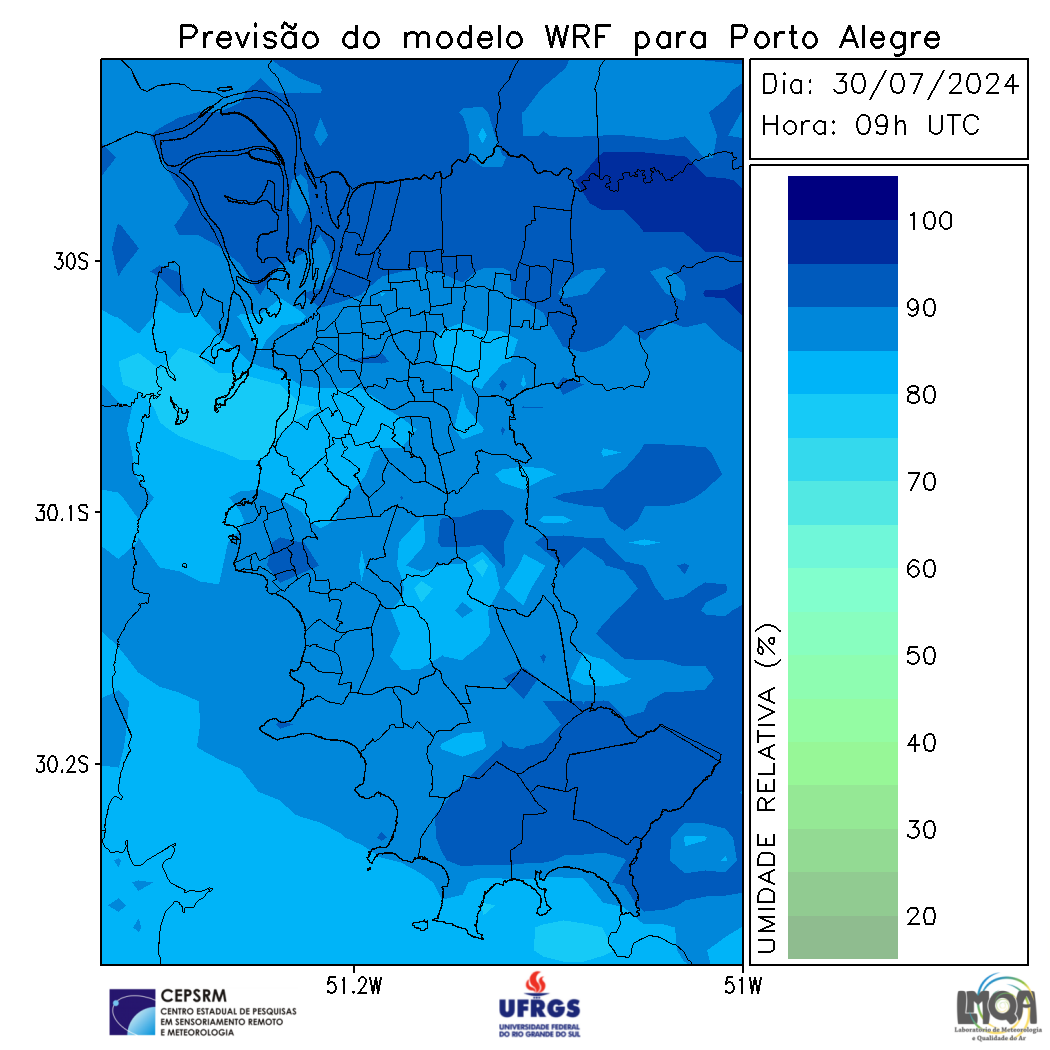 Previsão do modelo WRF para Porto Alegre
Dia: 30/07/2024
Hora: 09h UTC
100
90
80
70
60
50
40
30
20
UMIDADE RELATIVA (%)
30S
30.1S
30.2S
51.2W
51W
CEPSRM
CENTRO ESTADUAL DE PESQUISAS
EM SENSORIAMENTO REMOTO
E METEOROLOGIA
UFRGS
UNIVERSIDADE FEDERAL
DO RIO GRANDE DO SUL
LMQA
Laboratório de Meteorologia
e Qualidade do Ar